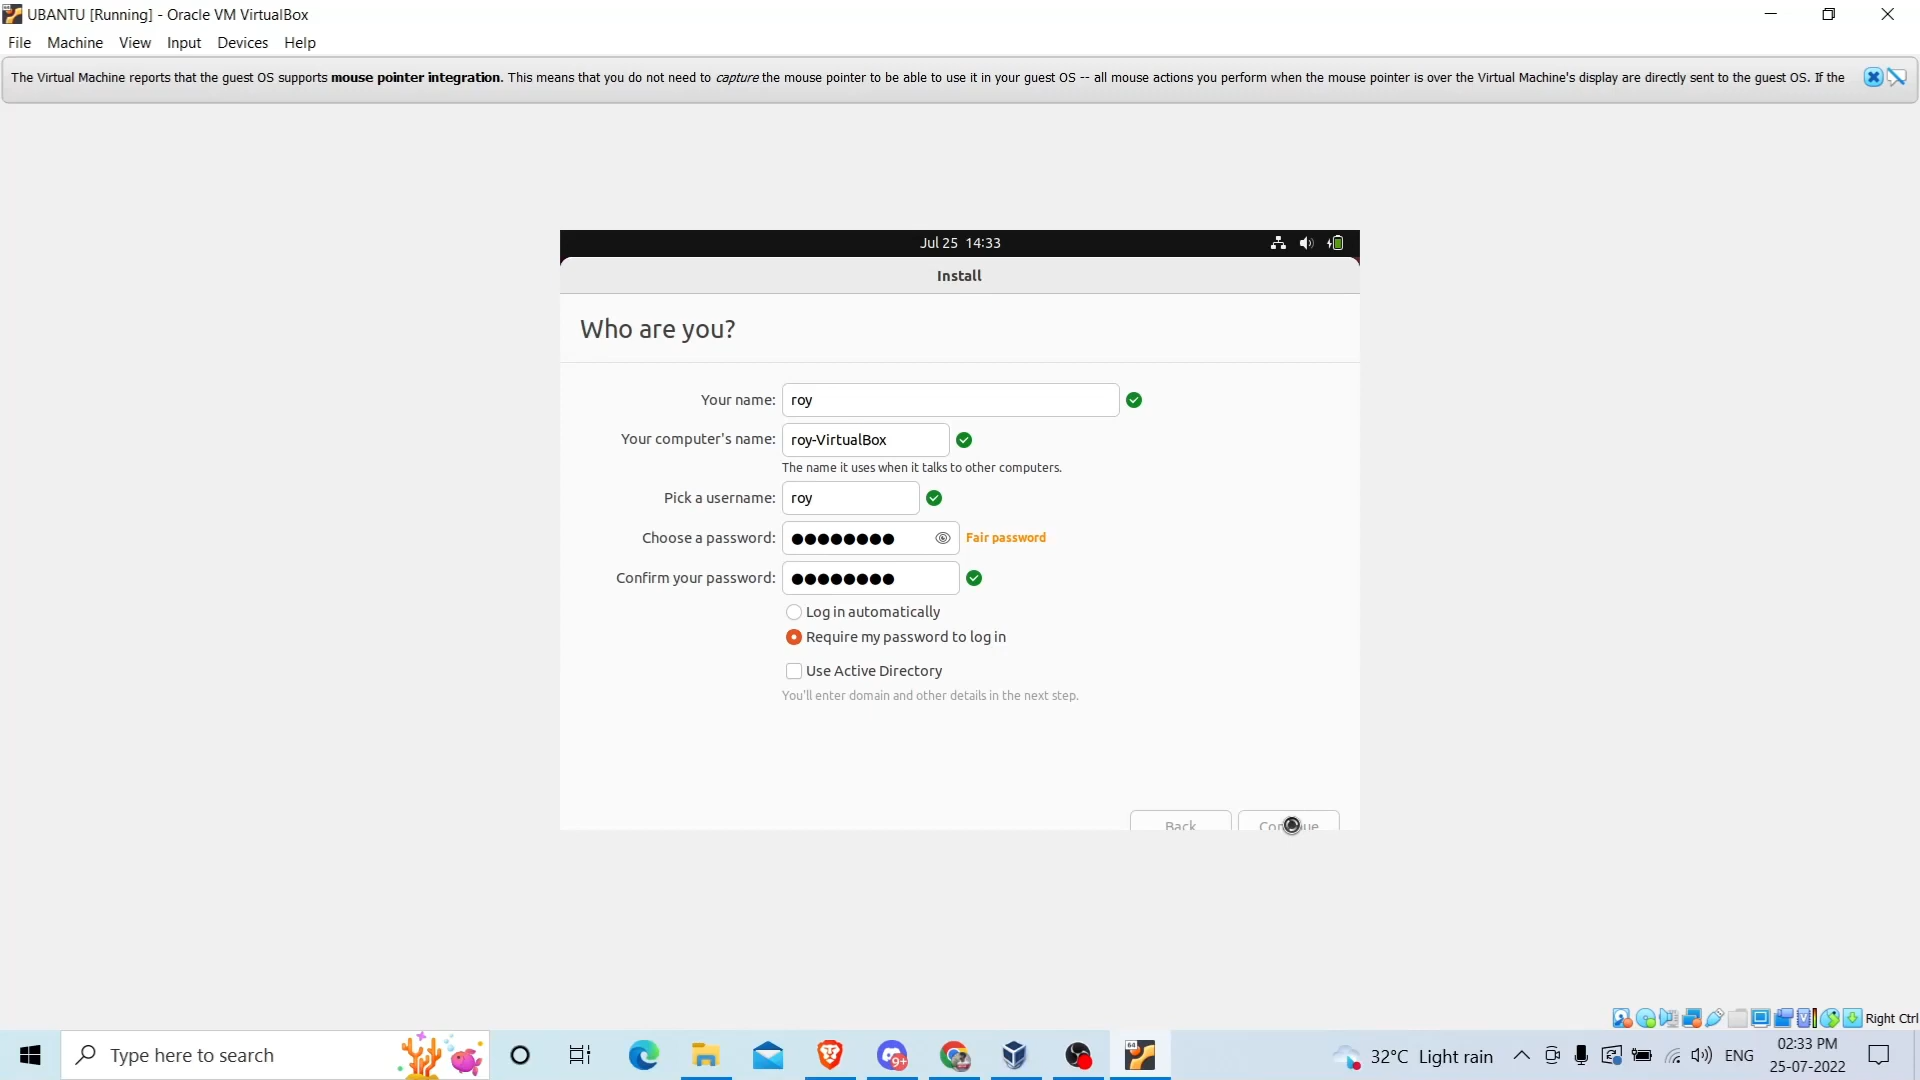 UBANTU [Running] - Oracle VM VirtualBox
File Machine View Input Devices Help
The Virtual Machine reports that the guest OS supports mouse pointer integration. This means that you do not need to capture the mouse pointer to be able to use it in your guest OS -- all mouse actions you perform when the mouse pointer is over the Virtual Machine's display are directly sent to the guest OS. If the
Jul 25 14:33
Install
Who are you?
Your name: roy
Your computer's name: roy-VirtualBox
The name it uses when it talks to other computers.
Pick a username: roy
Choose a password: ●●●●●●●● Fair password
Confirm your password: ●●●●●●●●
Log in automatically
Require my password to log in
Use Active Directory
You'll enter domain and other details in the next step.
Back Continue
Right Ctrl
Type here to search
9+
64
32°C Light rain
ENG
02:33 PM
25-07-2022